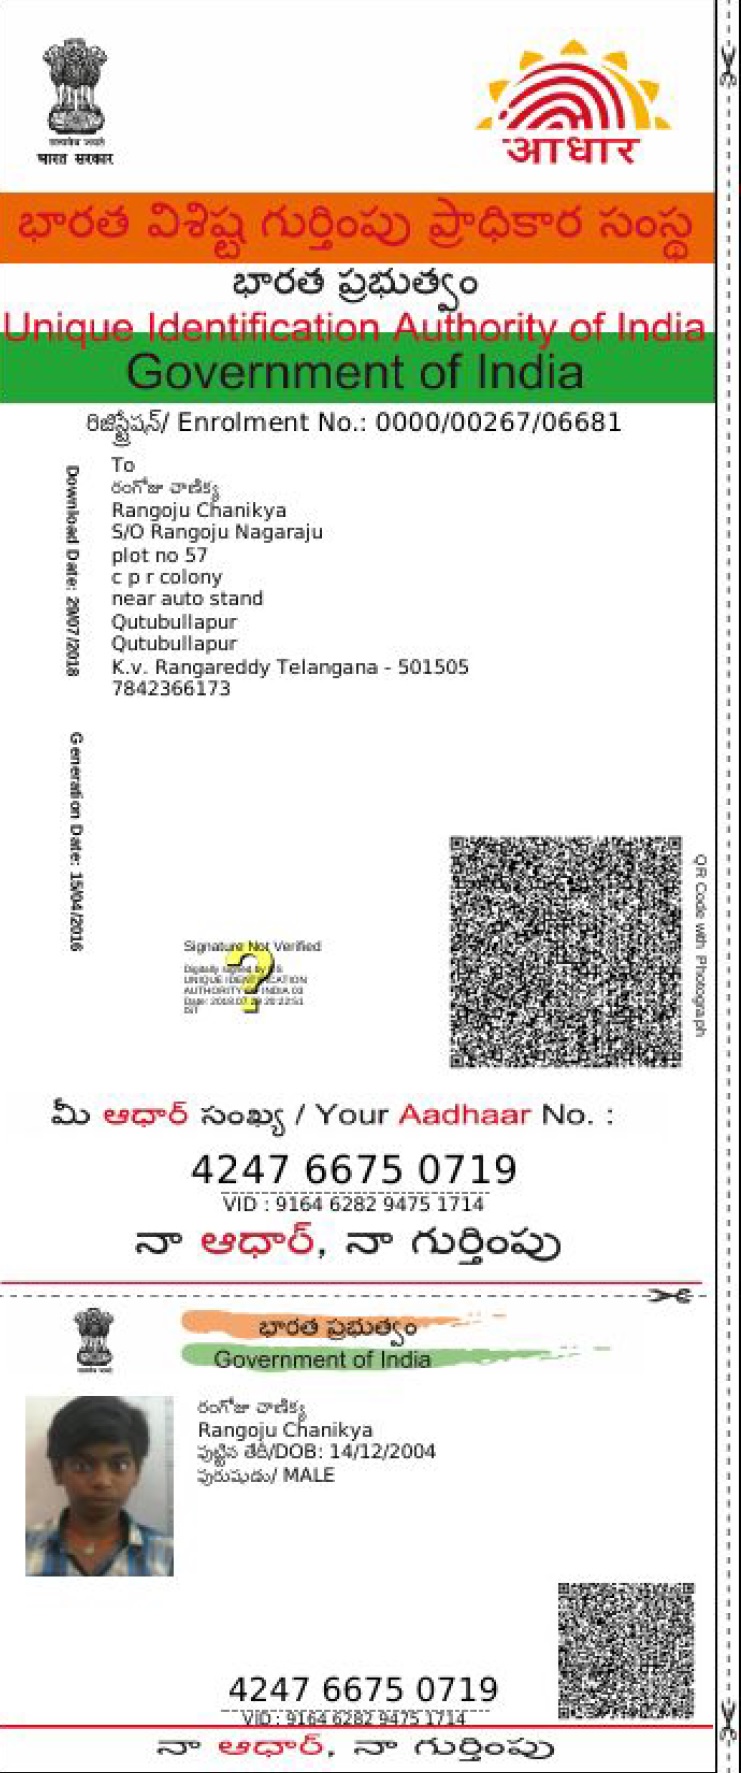 सत्यमेव जयते
भारत सरकार
आधार
భారత విశిష్ట గుర్తింపు ప్రాధికార సంస్థ
భారత ప్రభుత్వం
Unique Identification Authority of India
Government of India
రిజిస్ట్రేషన్/ Enrolment No.: 0000/00267/06681
To
రంగోజు చాణిక్య
Rangoju Chanikya
S/O Rangoju Nagaraju
plot no 57
c p r colony
near auto stand
Qutubullapur
Qutubullapur
K.v. Rangareddy Telangana - 501505
7842366173
Download Date: 29/07/2018
Generation Date: 15/04/2016
QR Code with Photograph
Signature Not Verified
Digitally signed by DS
UNIQUE IDENTIFICATION
AUTHORITY OF INDIA 03
Date: 2018.07.29 20:22:51
IST
మీ ఆధార్ సంఖ్య / Your Aadhaar No. :
4247 6675 0719
VID : 9164 6282 9475 1714
నా ఆధార్, నా గుర్తింపు
భారత ప్రభుత్వం
Government of India
రంగోజు చాణిక్య
Rangoju Chanikya
పుట్టిన తేదీ/DOB: 14/12/2004
పురుషుడు/ MALE
4247 6675 0719
VID : 9164 6282 9475 1714
నా ఆధార్, నా గుర్తింపు